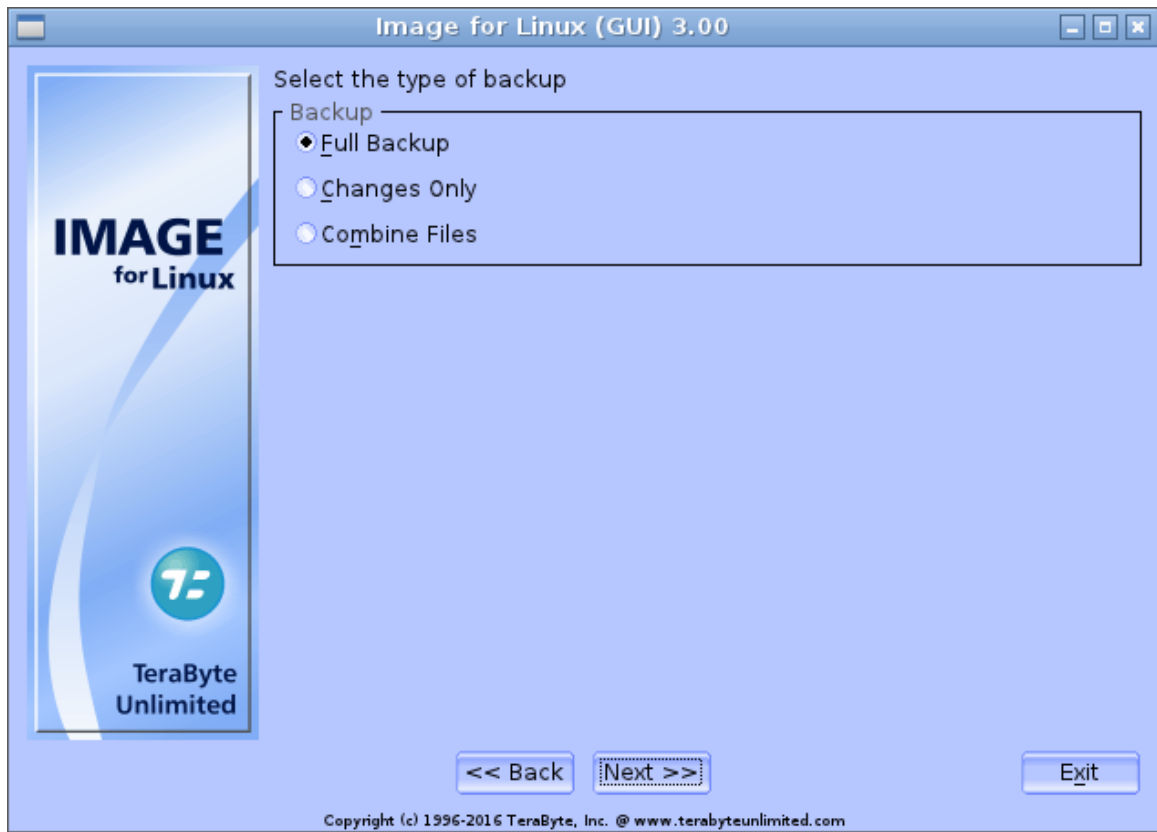 Image for Linux (GUI) 3.00
IMAGE
for Linux
TeraByte
Unlimited
Select the type of backup
Backup
Full Backup
Changes Only
Combine Files
<< Back
Next >>
Exit
Copyright (c) 1996-2016 TeraByte, Inc. @ www.terabyteunlimited.com